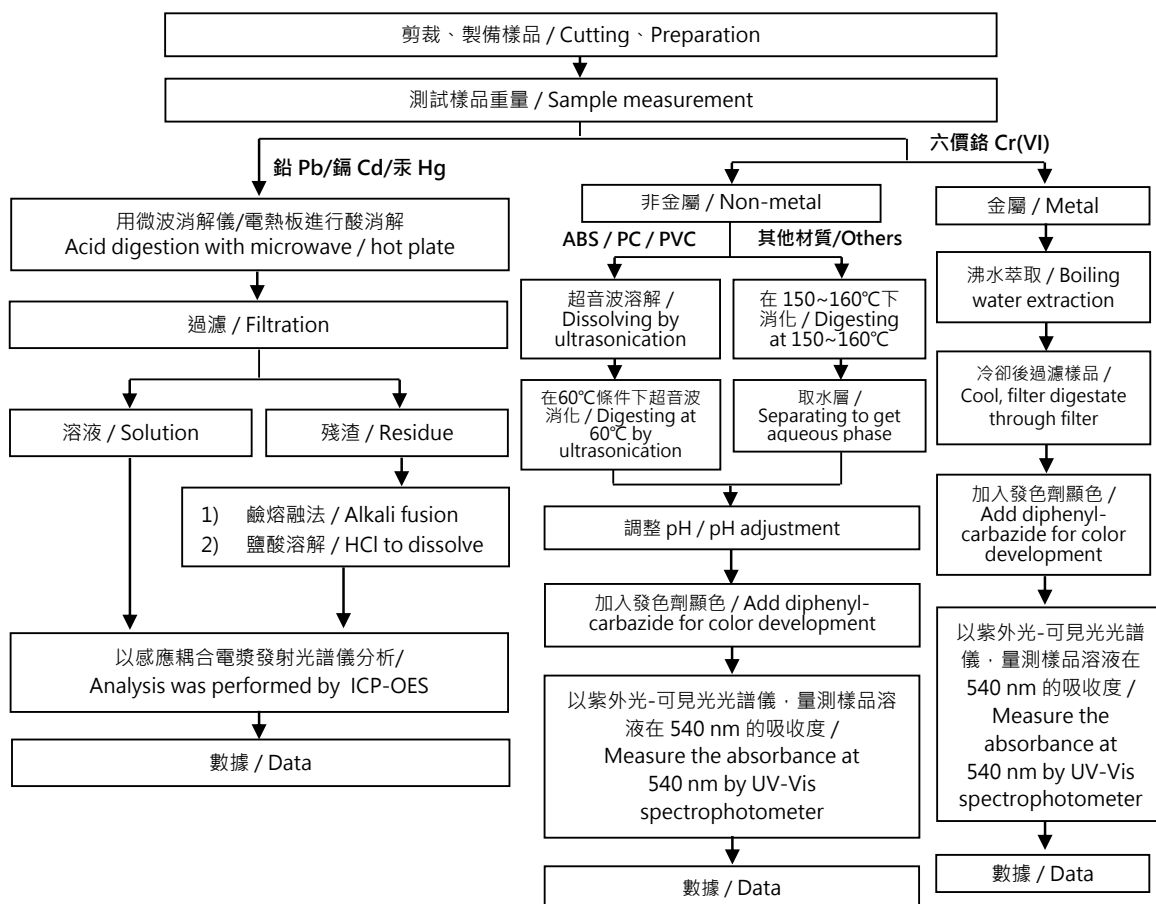 剪裁、製備樣品 / Cutting、Preparation
測試樣品重量 / Sample measurement
鉛 Pb/鎘 Cd/汞 Hg
用微波消解儀/電熱板進行酸消解
Acid digestion with microwave / hot plate
過濾 / Filtration
溶液 / Solution
殘渣 / Residue
1) 鹼熔融法 / Alkali fusion
2) 鹽酸溶解 / HCl to dissolve
以感應耦合電漿發射光譜儀分析/
Analysis was performed by ICP-OES
數據 / Data
六價鉻 Cr(VI)
非金屬 / Non-metal
ABS / PC / PVC
超音波溶解 /
Dissolving by
ultrasonication
在60℃條件下超音波
消化 / Digesting at
60℃ by
ultrasonication
其他材質/Others
在 150~160℃下
消化 / Digesting
at 150~160℃
取水層 /
Separating to get
aqueous phase
調整 pH / pH adjustment
加入發色劑顯色 / Add diphenyl-
carbazide for color development
以紫外光-可見光光譜儀，量測樣品溶
液在 540 nm 的吸收度 /
Measure the absorbance at
540 nm by UV-Vis
spectrophotometer
數據 / Data
金屬 / Metal
沸水萃取 / Boiling
water extraction
冷卻後過濾樣品 /
Cool, filter digestate
through filter
加入發色劑顯色 /
Add diphenyl-
carbazide for color
development
以紫外光-可見光光譜
儀，量測樣品溶液在
540 nm 的吸收度 /
Measure the
absorbance at
540 nm by UV-Vis
spectrophotometer
數據 / Data